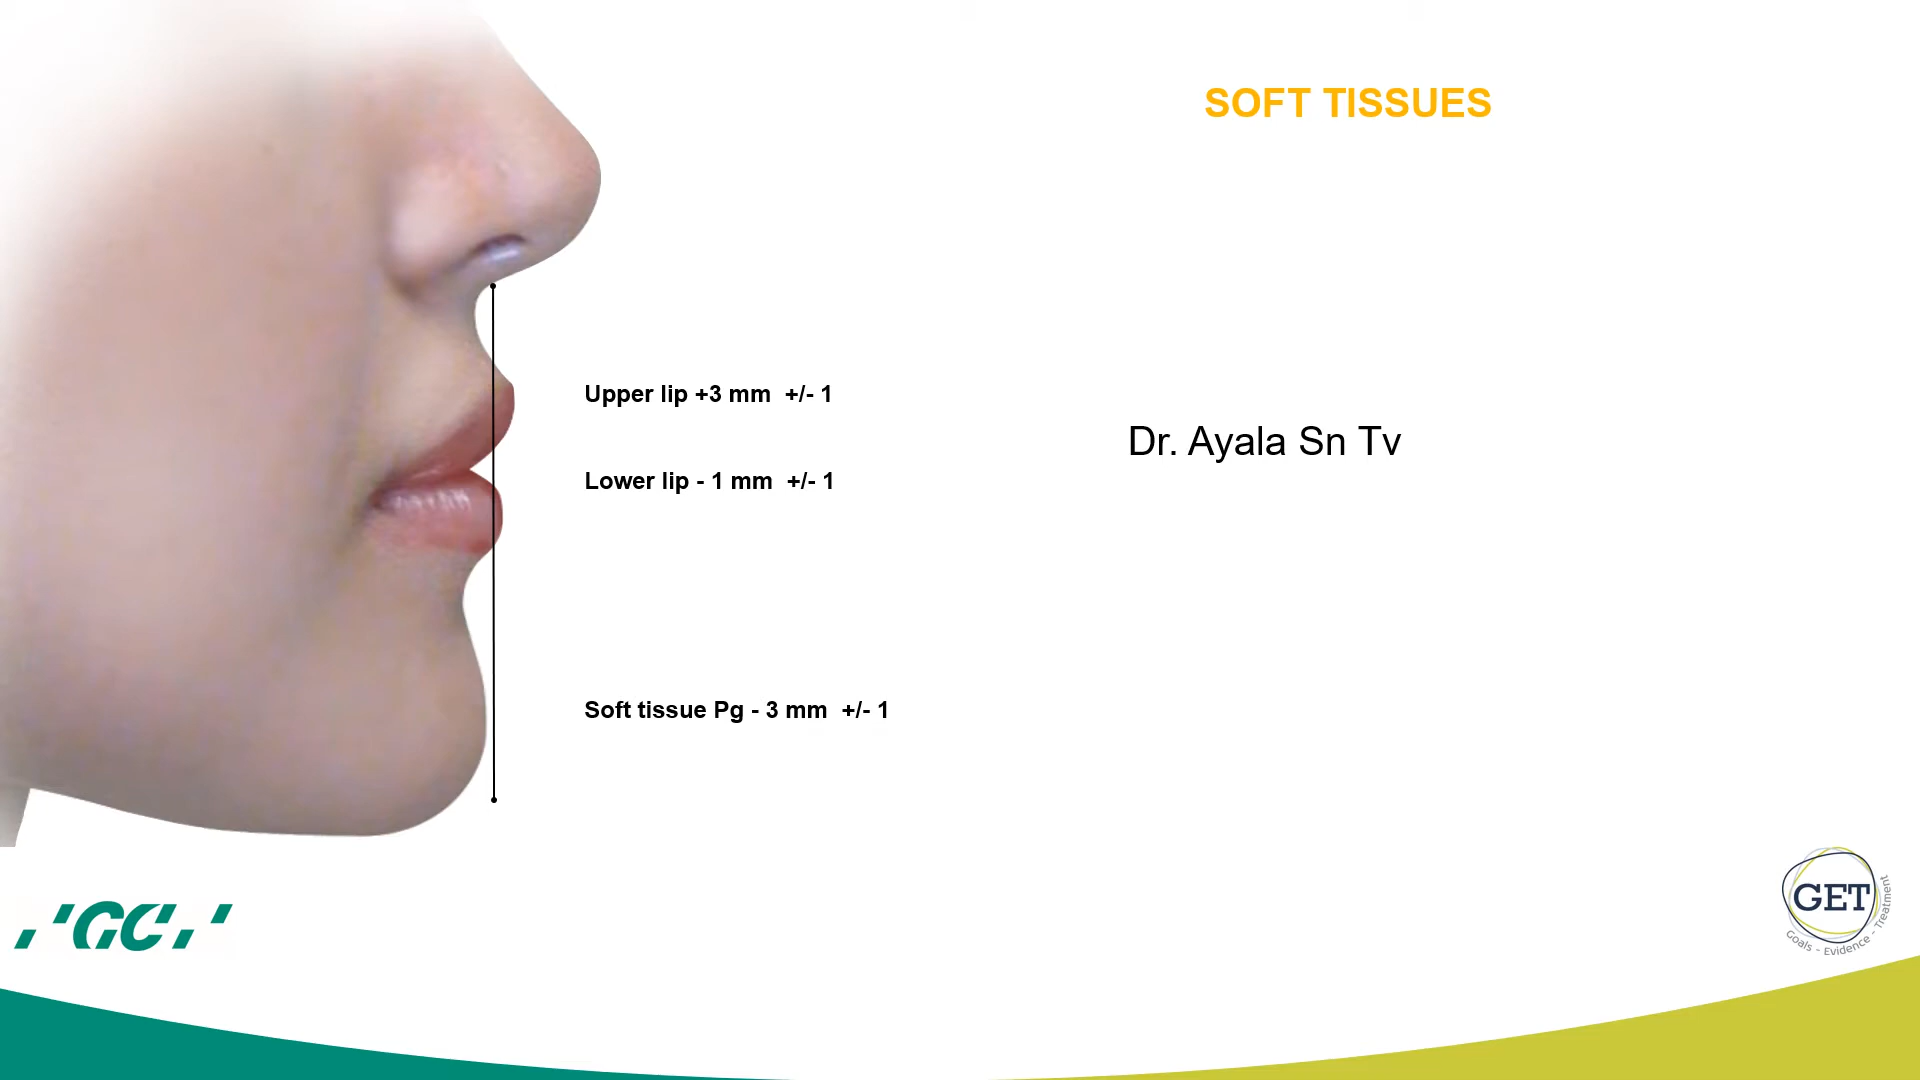 SOFT TISSUES
Upper lip +3 mm  +/- 1
Dr. Ayala Sn Tv
Lower lip - 1 mm  +/- 1
Soft tissue Pg - 3 mm  +/- 1
GC
GET
Goals - Evidence - Treatment